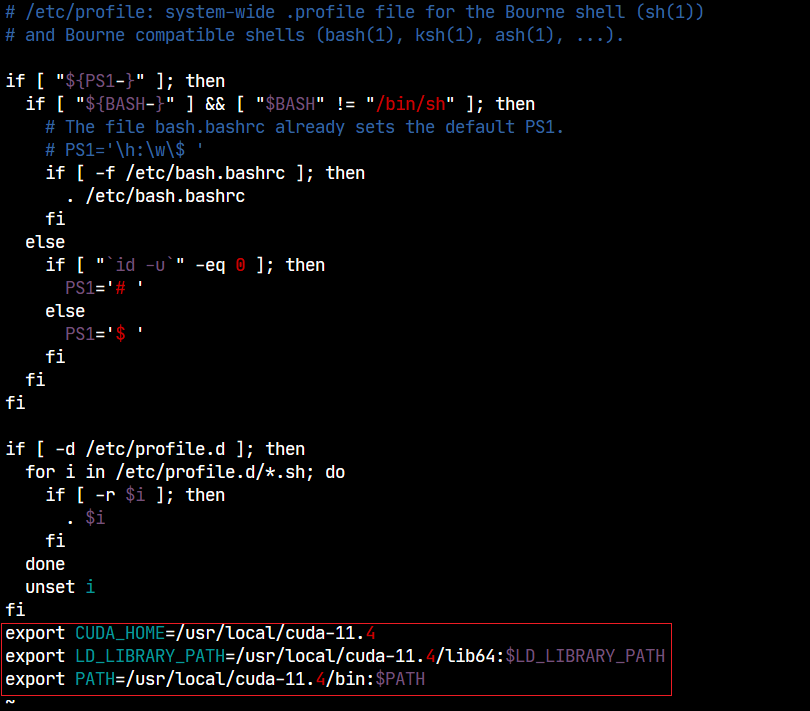 # /etc/profile: system-wide .profile file for the Bourne shell (sh(1))
# and Bourne compatible shells (bash(1), ksh(1), ash(1), ...).

if [ "${PS1-}" ]; then
  if [ "${BASH-}" ] && [ "$BASH" != "/bin/sh" ]; then
    # The file bash.bashrc already sets the default PS1.
    # PS1='\h:\w\$ '
    if [ -f /etc/bash.bashrc ]; then
      . /etc/bash.bashrc
    fi
  else
    if [ "`id -u`" -eq 0 ]; then
      PS1='# '
    else
      PS1='$ '
    fi
  fi
fi

if [ -d /etc/profile.d ]; then
  for i in /etc/profile.d/*.sh; do
    if [ -r $i ]; then
      . $i
    fi
  done
  unset i
fi
export CUDA_HOME=/usr/local/cuda-11.4
export LD_LIBRARY_PATH=/usr/local/cuda-11.4/lib64:$LD_LIBRARY_PATH
export PATH=/usr/local/cuda-11.4/bin:$PATH
~